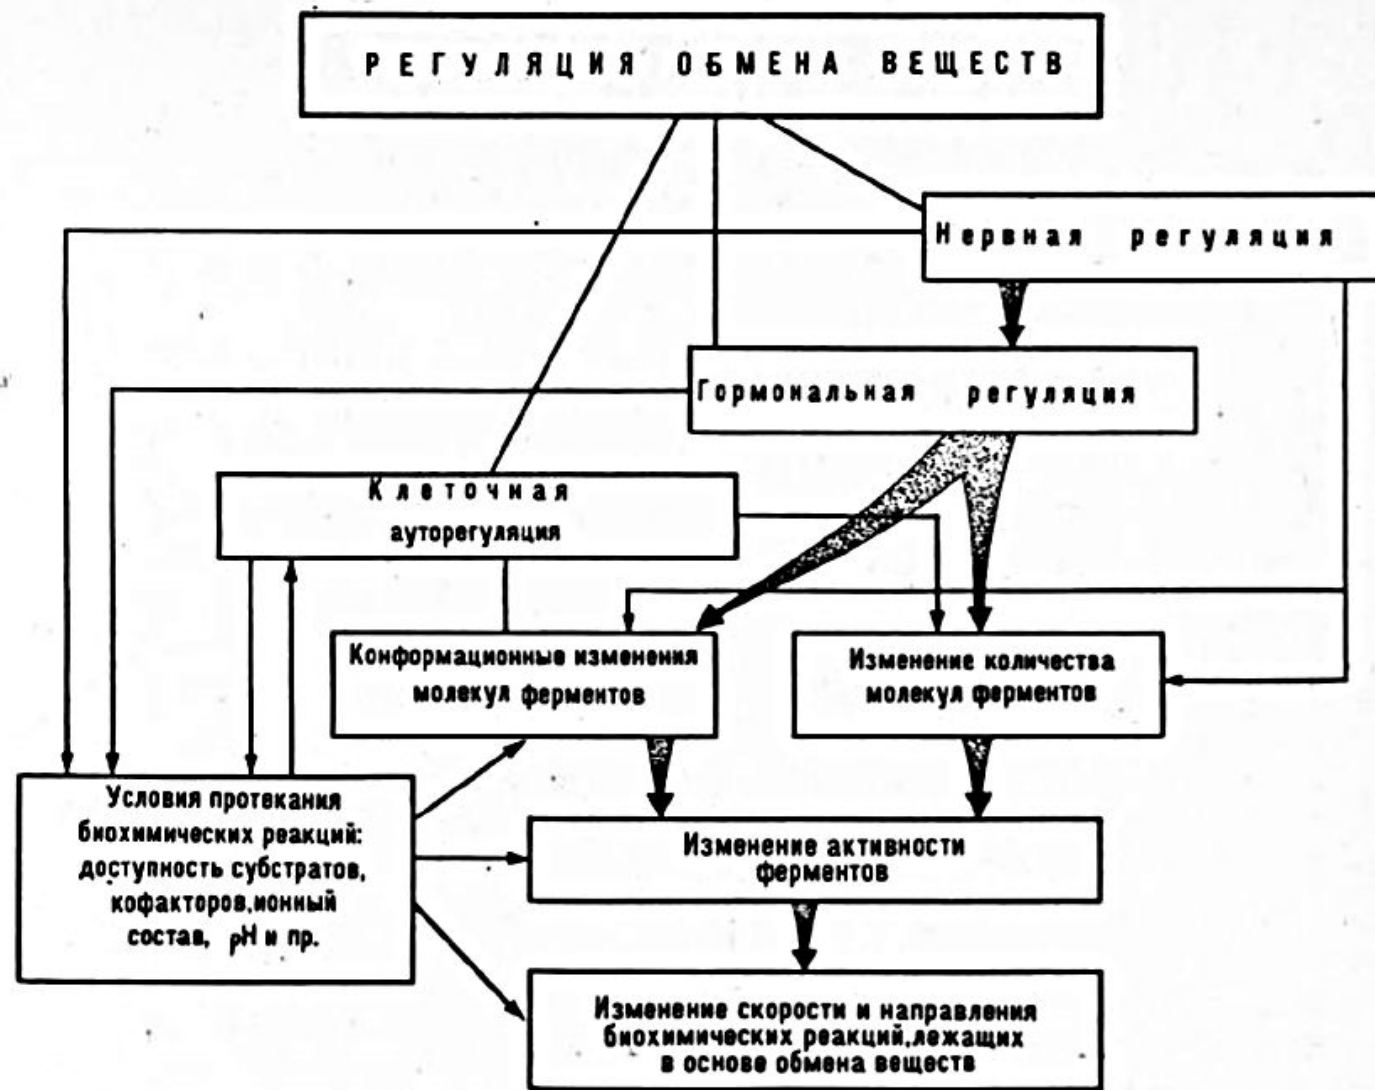 РЕГУЛЯЦИЯ ОБМЕНА ВЕЩЕСТВ
Нервная регуляция
Гормональная регуляция
Клеточная
ауторегуляция
Конформационные изменения
молекул ферментов
Изменение количества
молекул ферментов
Условия протекания
биохимических реакций:
доступность субстратов,
кофакторов,ионный
состав, рН и пр.
Изменение активности
ферментов
Изменение скорости и направления
биохимических реакций,лежащих
в основе обмена веществ